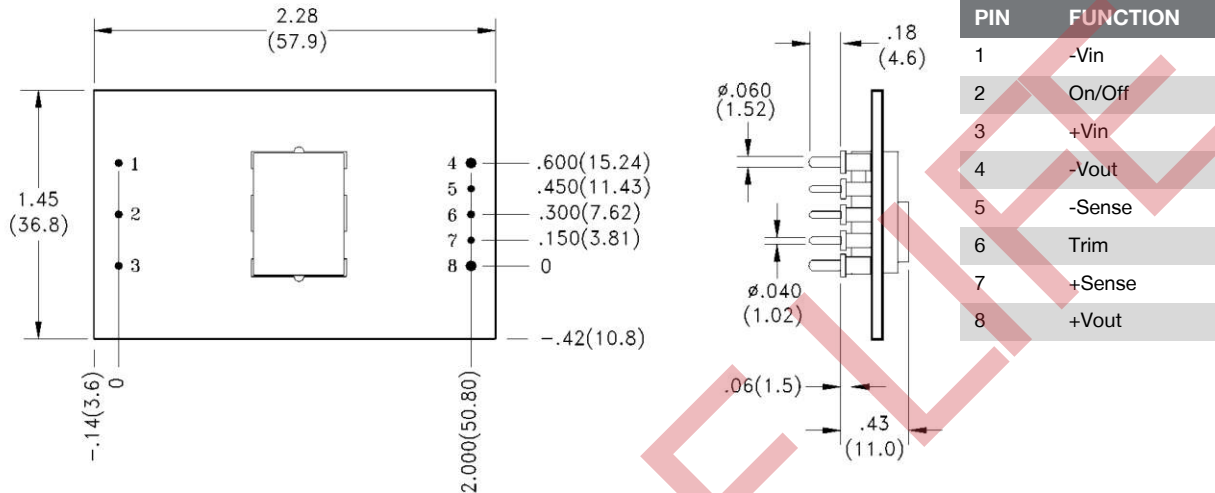 2.28
(57.9)
1.45
(36.8)
1
2
3
4
5
6
7
8
.600(15.24)
.450(11.43)
.300(7.62)
.150(3.81)
0
-.42(10.8)
-.14(3.6)
0
2.000(50.80)
.18
(4.6)
ø.060
(1.52)
ø.040
(1.02)
.06(1.5)
.43
(11.0)
PIN FUNCTION
1 -Vin
2 On/Off
3 +Vin
4 -Vout
5 -Sense
6 Trim
7 +Sense
8 +Vout